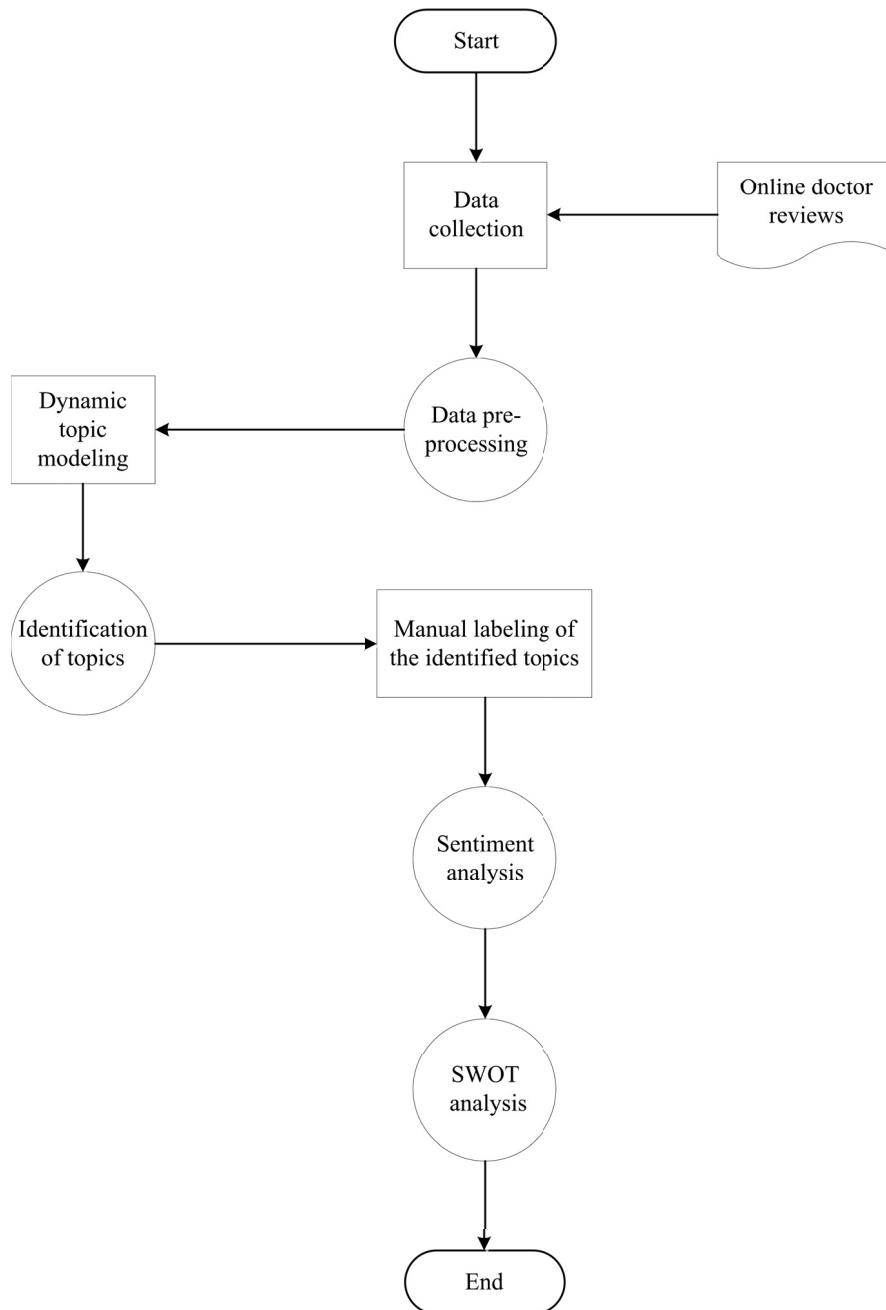 Start
Data
collection
Online doctor
reviews
Data pre-
processing
Dynamic
topic
modeling
Identification
of topics
Manual labeling of
the identified topics
Sentiment
analysis
SWOT
analysis
End